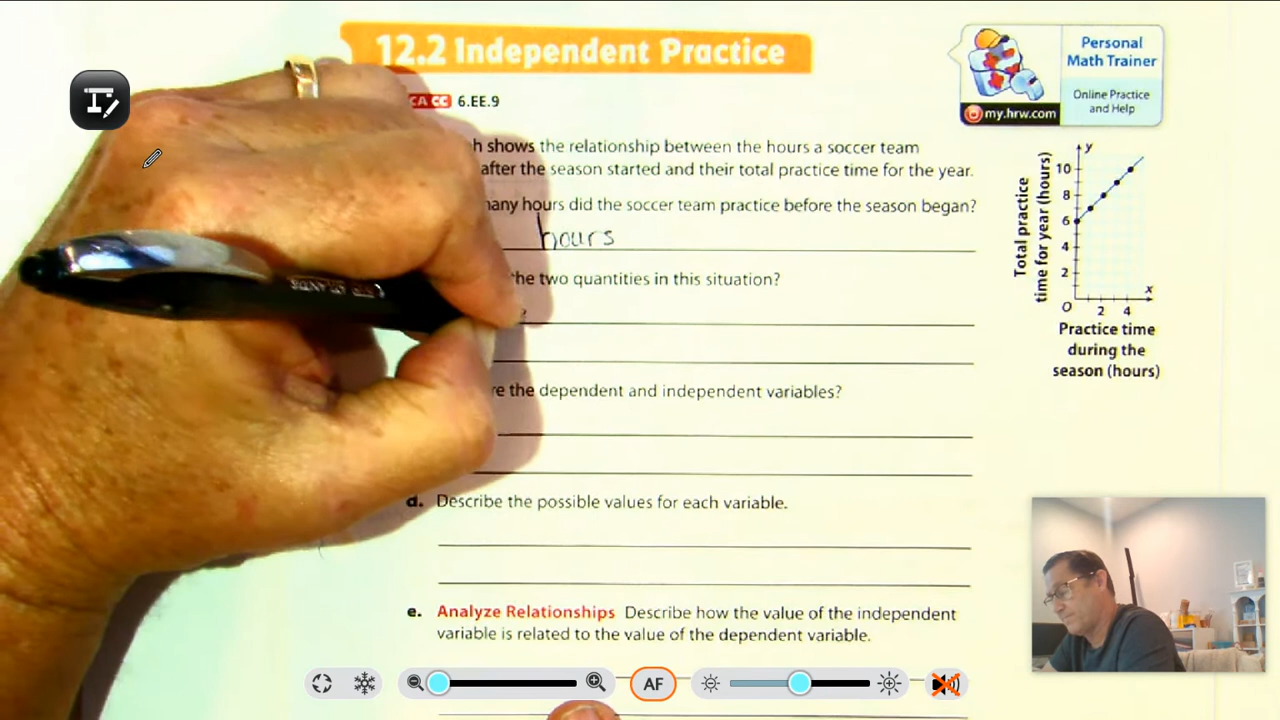 12.2 Independent Practice
CA CC 6.EE.9
shows the relationship between the hours a soccer team
after the season started and their total practice time for the year.
hours did the soccer team practice before the season began?
hours
the two quantities in this situation?
the dependent and independent variables?
d. Describe the possible values for each variable.
e. Analyze Relationships Describe how the value of the independent
variable is related to the value of the dependent variable.
Personal
Math Trainer
Online Practice
and Help
my.hrw.com
y
10
8
6
4
2
O
2 4
x
Total practice
time for year (hours)
Practice time
during the
season (hours)
AF